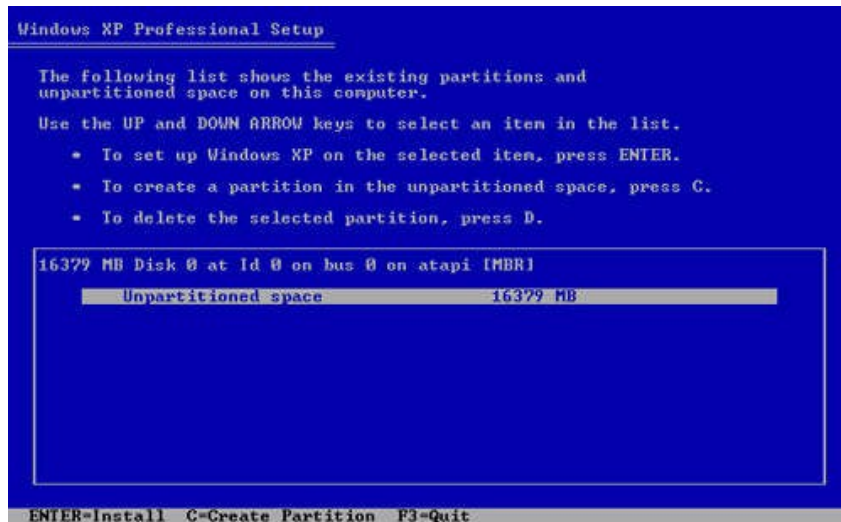 Windows XP Professional Setup
The following list shows the existing partitions and
unpartitioned space on this computer.
Use the UP and DOWN ARROW keys to select an item in the list.
• To set up Windows XP on the selected item, press ENTER.
• To create a partition in the unpartitioned space, press C.
• To delete the selected partition, press D.
16379 MB Disk 0 at Id 0 on bus 0 on atapi [MBR]
Unpartitioned space 16379 MB
ENTER=Install C=Create Partition F3=Quit